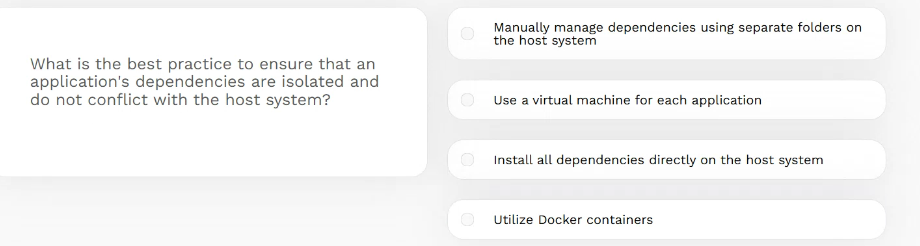 What is the best practice to ensure that an
application's dependencies are isolated and
do not conflict with the host system?
Manually manage dependencies using separate folders on
the host system
Use a virtual machine for each application
Install all dependencies directly on the host system
Utilize Docker containers